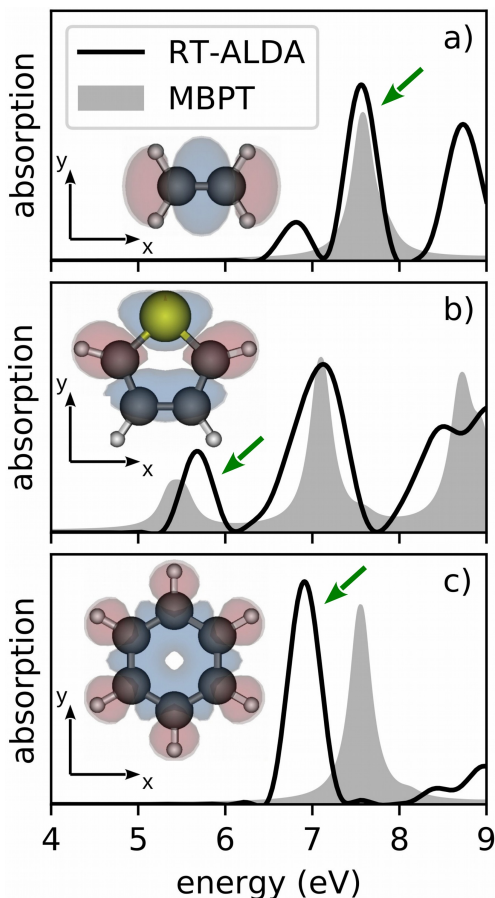 a)
RT-ALDA
MBPT
absorption
y
x
b)
absorption
y
x
c)
absorption
y
x
4 5 6 7 8 9
energy (eV)